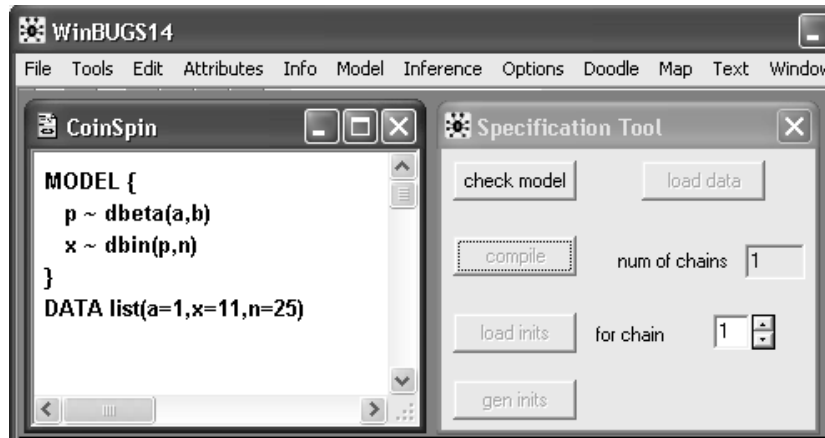 WinBUGS14
File Tools Edit Attributes Info Model Inference Options Doodle Map Text Window
CoinSpin
MODEL {
p ~ dbeta(a,b)
x ~ dbin(p,n)
}
DATA list(a=1,x=11,n=25)
Specification Tool
check model load data
compile num of chains 1
load inits for chain 1
gen inits